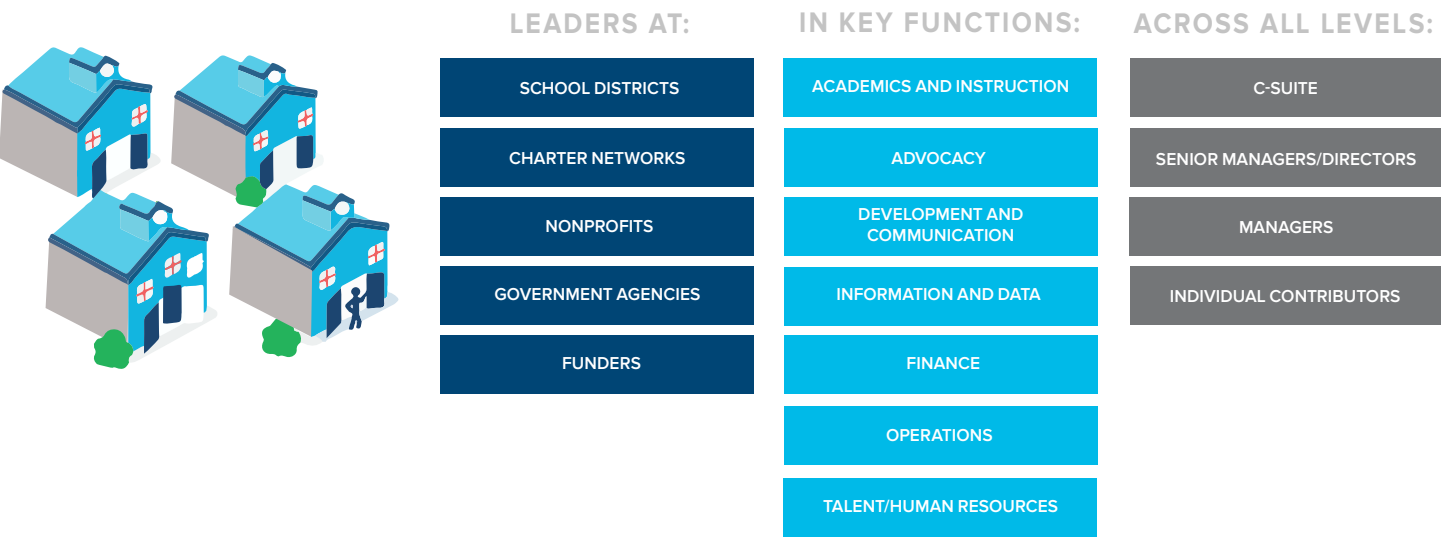 LEADERS AT:
SCHOOL DISTRICTS
CHARTER NETWORKS
NONPROFITS
GOVERNMENT AGENCIES
FUNDERS
IN KEY FUNCTIONS:
ACADEMICS AND INSTRUCTION
ADVOCACY
DEVELOPMENT AND
COMMUNICATION
INFORMATION AND DATA
FINANCE
OPERATIONS
TALENT/HUMAN RESOURCES
ACROSS ALL LEVELS:
C-SUITE
SENIOR MANAGERS/DIRECTORS
MANAGERS
INDIVIDUAL CONTRIBUTORS